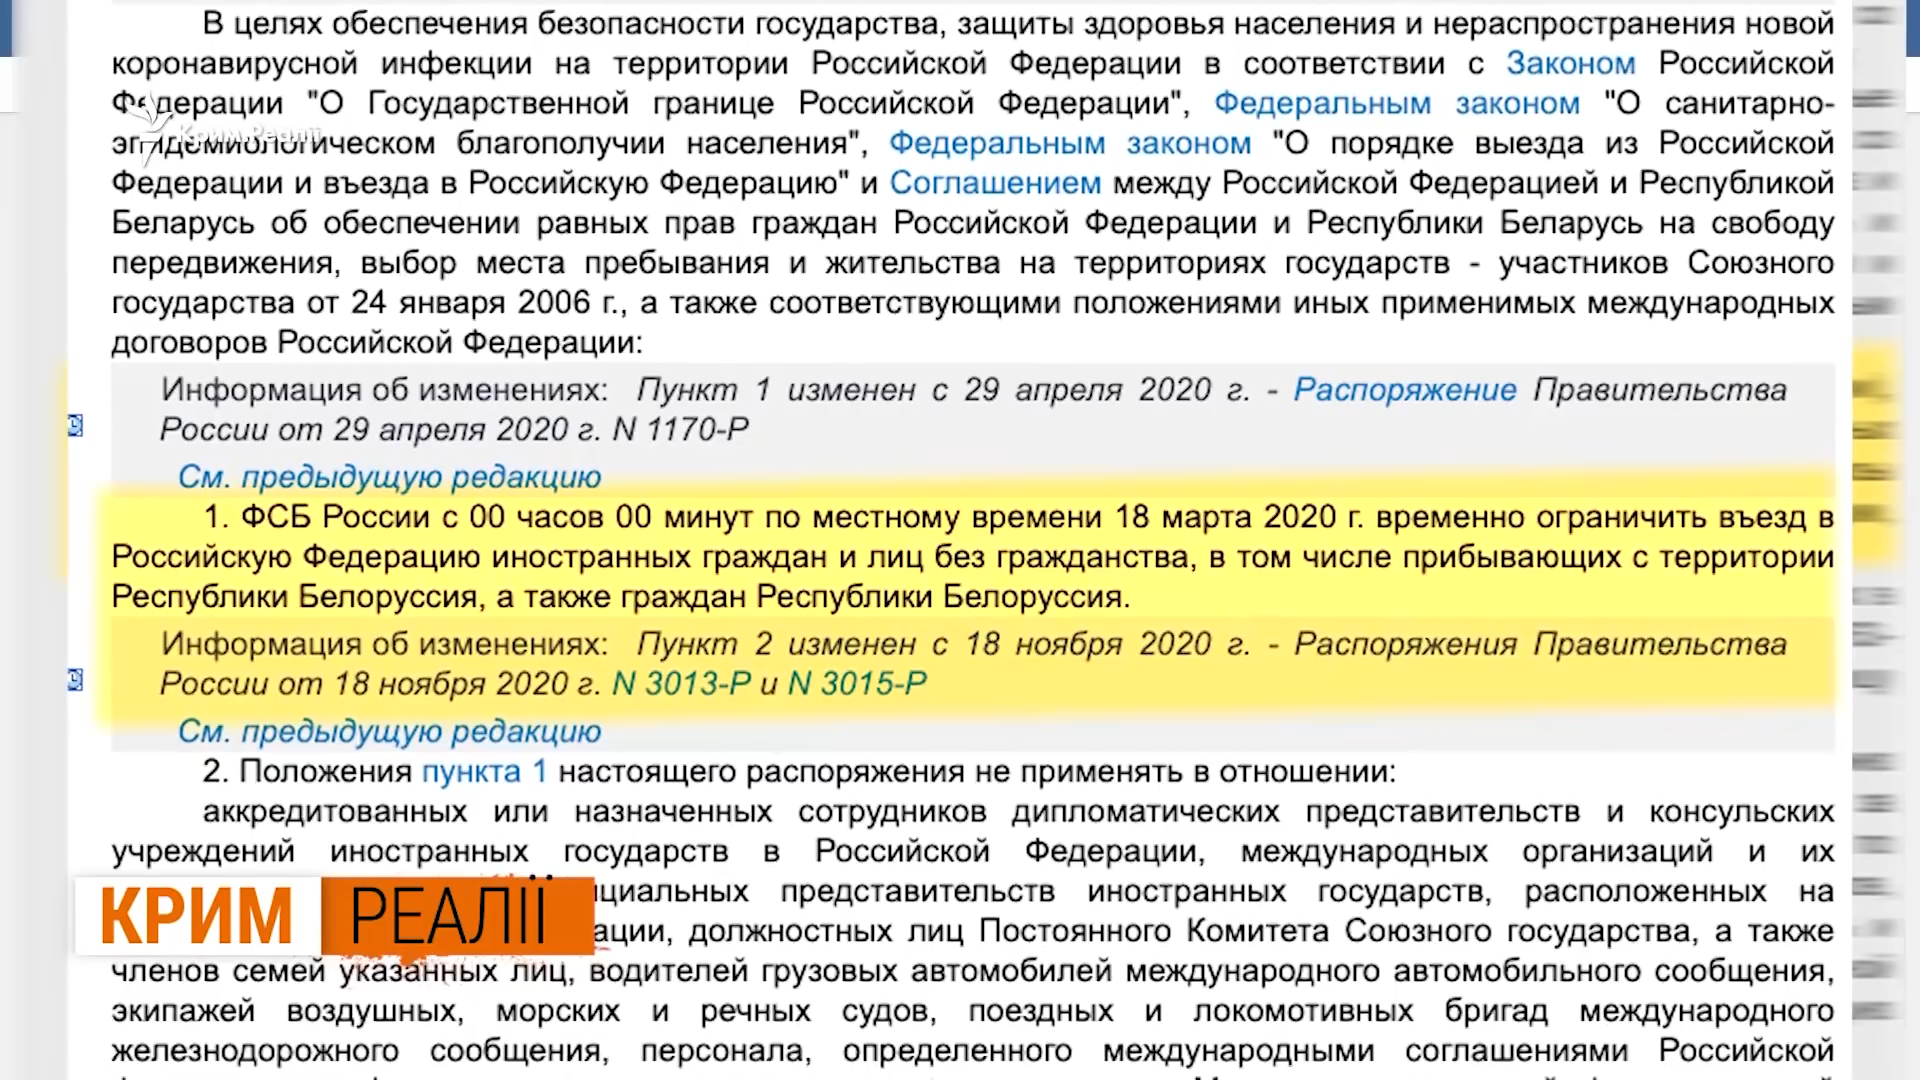 В целях обеспечения безопасности государства, защиты здоровья населения и нераспространения новой
коронавирусной инфекции на территории Российской Федерации в соответствии с Законом Российской
Федерации "О Государственной границе Российской Федерации", Федеральным законом "О санитарно-
эпидемиологическом благополучии населения", Федеральным законом "О порядке выезда из Российской
Крим.Реалії
Федерации и въезда в Российскую Федерацию" и Соглашением между Российской Федерацией и Республикой
Беларусь об обеспечении равных прав граждан Российской Федерации и Республики Беларусь на свободу
передвижения, выбор места пребывания и жительства на территориях государств - участников Союзного
государства от 24 января 2006 г., а также соответствующими положениями иных применимых международных
договоров Российской Федерации:
Информация об изменениях: Пункт 1 изменен с 29 апреля 2020 г. - Распоряжение Правительства
России от 29 апреля 2020 г. N 1170-Р
См. предыдущую редакцию
1. ФСБ России с 00 часов 00 минут по местному времени 18 марта 2020 г. временно ограничить въезд в
Российскую Федерацию иностранных граждан и лиц без гражданства, в том числе прибывающих с территории
Республики Белоруссия, а также граждан Республики Белоруссия.
Информация об изменениях: Пункт 2 изменен с 18 ноября 2020 г. - Распоряжения Правительства
России от 18 ноября 2020 г. N 3013-Р и N 3015-Р
См. предыдущую редакцию
2. Положения пункта 1 настоящего распоряжения не применять в отношении:
аккредитованных или назначенных сотрудников дипломатических представительств и консульских
учреждений иностранных государств в Российской Федерации, международных организаций и их
циальных представительств иностранных государств, расположенных на
КРИМ РЕАЛІЇ
ации, должностных лиц Постоянного Комитета Союзного государства, а также
членов семей указанных лиц, водителей грузовых автомобилей международного автомобильного сообщения,
экипажей воздушных, морских и речных судов, поездных и локомотивных бригад международного
железнодорожного сообщения, персонала, определенного международными соглашениями Российской